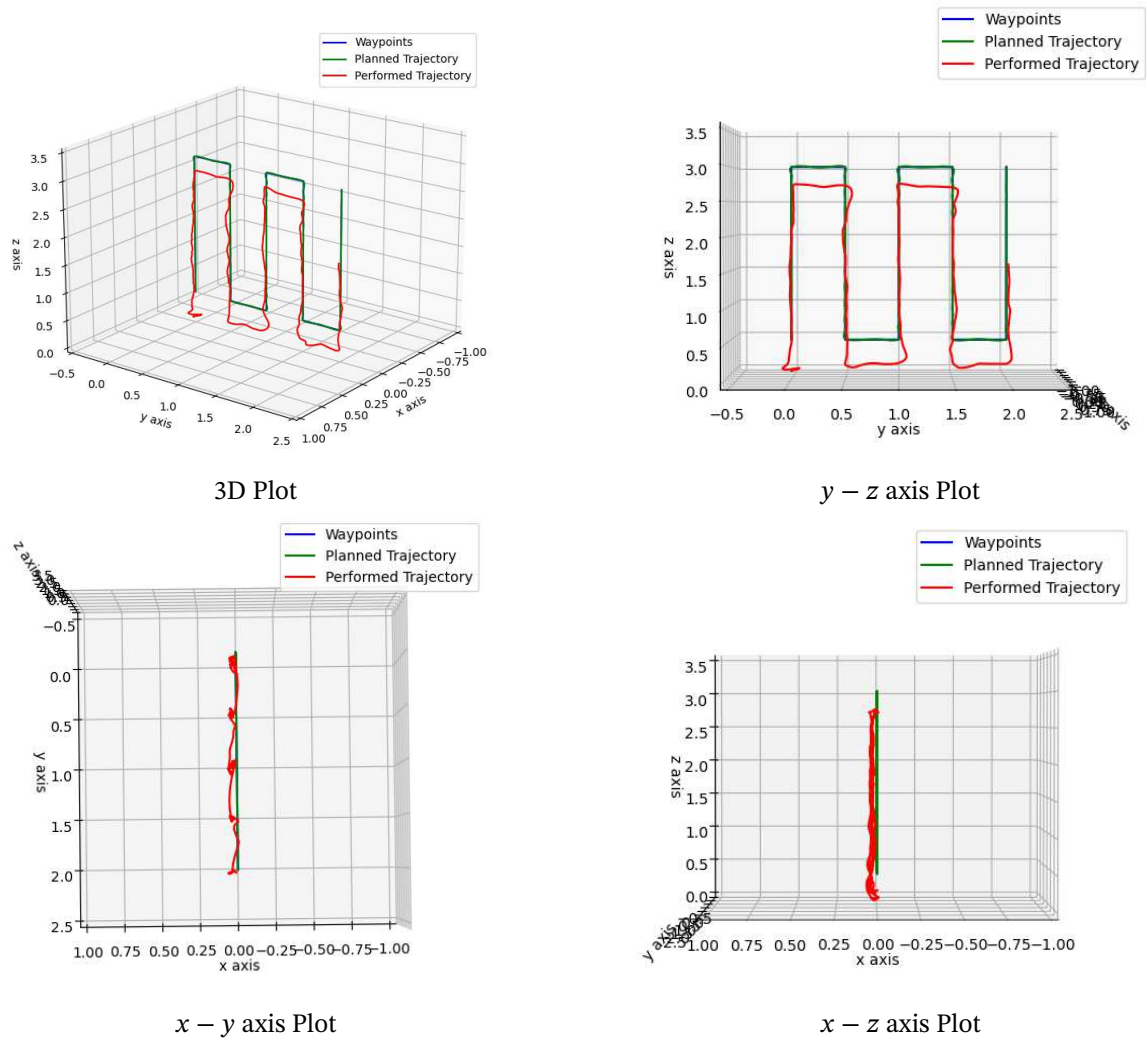 Waypoints
Planned Trajectory
Performed Trajectory
3.5
3.0
2.5
2.0
1.5
1.0
0.5
0.0
z axis
−0.5
0.0
0.5
1.0
1.5
2.0
2.5
y axis
1.00
0.75
0.50
0.25
0.00
−0.25
−0.50
−0.75
−1.00
x axis
3D Plot
Waypoints
Planned Trajectory
Performed Trajectory
3.5
3.0
2.5
2.0
1.5
1.0
0.5
0.0
z axis
−0.5 0.0 0.5 1.0 1.5 2.0 2.5
y axis
x axis
y − z axis Plot
Waypoints
Planned Trajectory
Performed Trajectory
z axis
−0.5
0.0
0.5
1.0
1.5
2.0
2.5
y axis
1.00 0.75 0.50 0.25 0.00 −0.25 −0.50 −0.75 −1.00
x axis
x − y axis Plot
Waypoints
Planned Trajectory
Performed Trajectory
3.5
3.0
2.5
2.0
1.5
1.0
0.5
0.0
z axis
y axis
1.00 0.75 0.50 0.25 0.00 −0.25 −0.50 −0.75 −1.00
x axis
x − z axis Plot